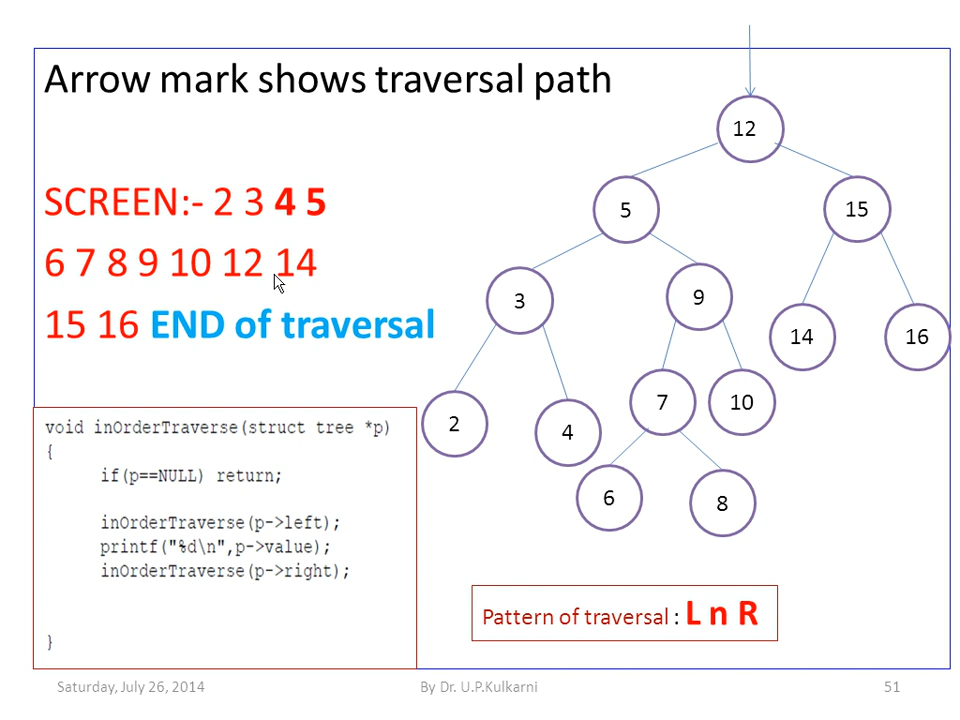 Arrow mark shows traversal path
SCREEN:- 2 3 4 5
6 7 8 9 10 12 14
15 16 END of traversal
void inOrderTraverse(struct tree *p)
{
if(p==NULL) return;
inOrderTraverse(p->left);
printf("%d\n",p->value);
inOrderTraverse(p->right);
}
12
5
15
3
9
14
16
2
4
7
10
6
8
Pattern of traversal : L n R
Saturday, July 26, 2014
By Dr. U.P.Kulkarni
51